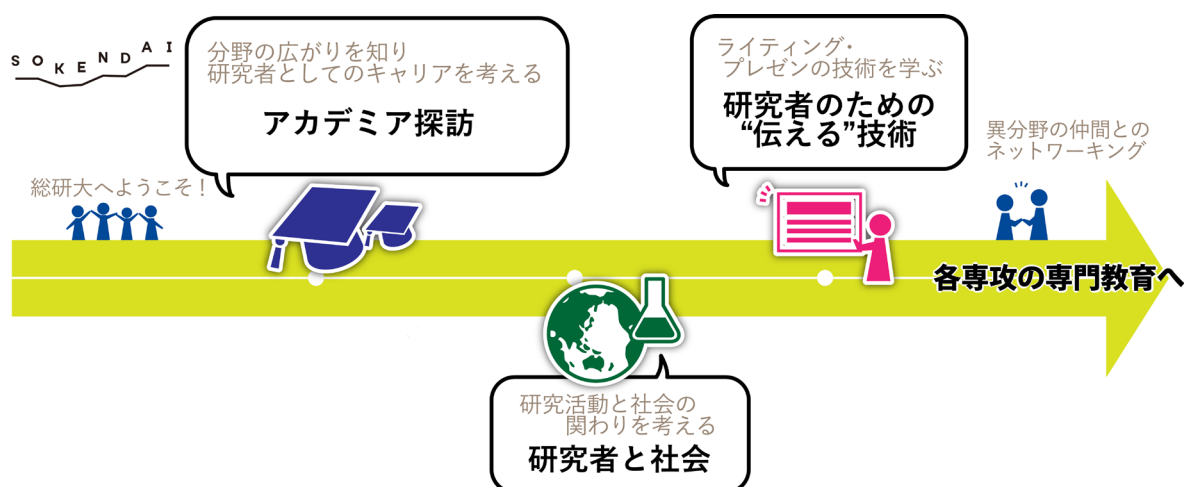 SOKENDAI
分野の広がりを知り
研究者としてのキャリアを考える
アカデミア探訪
ライティング・
プレゼンの技術を学ぶ
研究者のための
“伝える”技術
異分野の仲間との
ネットワーキング
総研大へようこそ！
各専攻の専門教育へ
研究活動と社会の
関わりを考える
研究者と社会